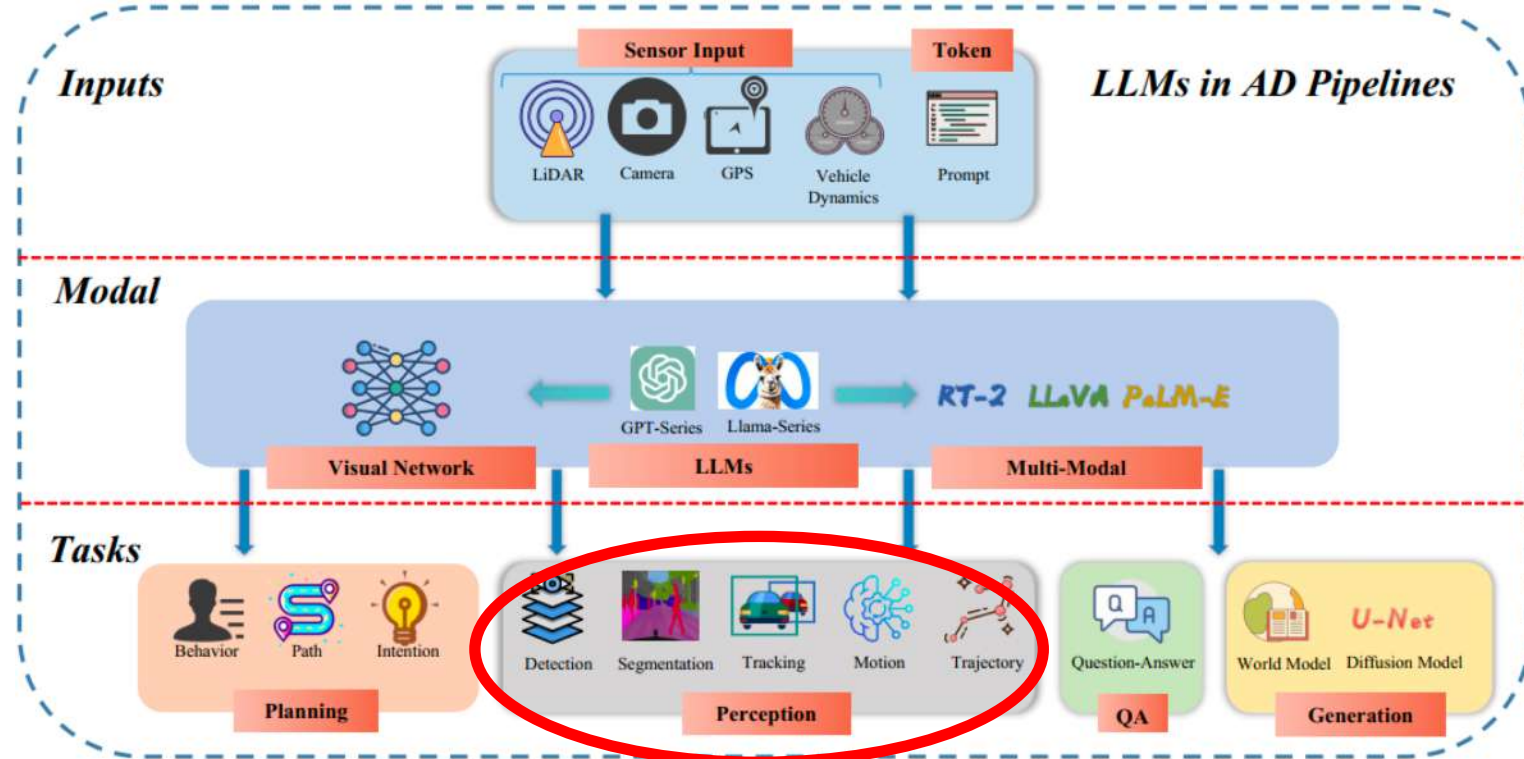 Inputs
Sensor Input
Token
LLMs in AD Pipelines
LiDAR
Camera
GPS
Vehicle
Dynamics
Prompt
Modal
GPT-Series
Llama-Series
RT-2 LLaVA PaLM-E
Visual Network
LLMs
Multi-Modal
Tasks
Behavior
Path
Intention
Planning
Detection
Segmentation
Tracking
Motion
Trajectory
Perception
Q
A
Question-Answer
QA
World Model
U-Net
Diffusion Model
Generation